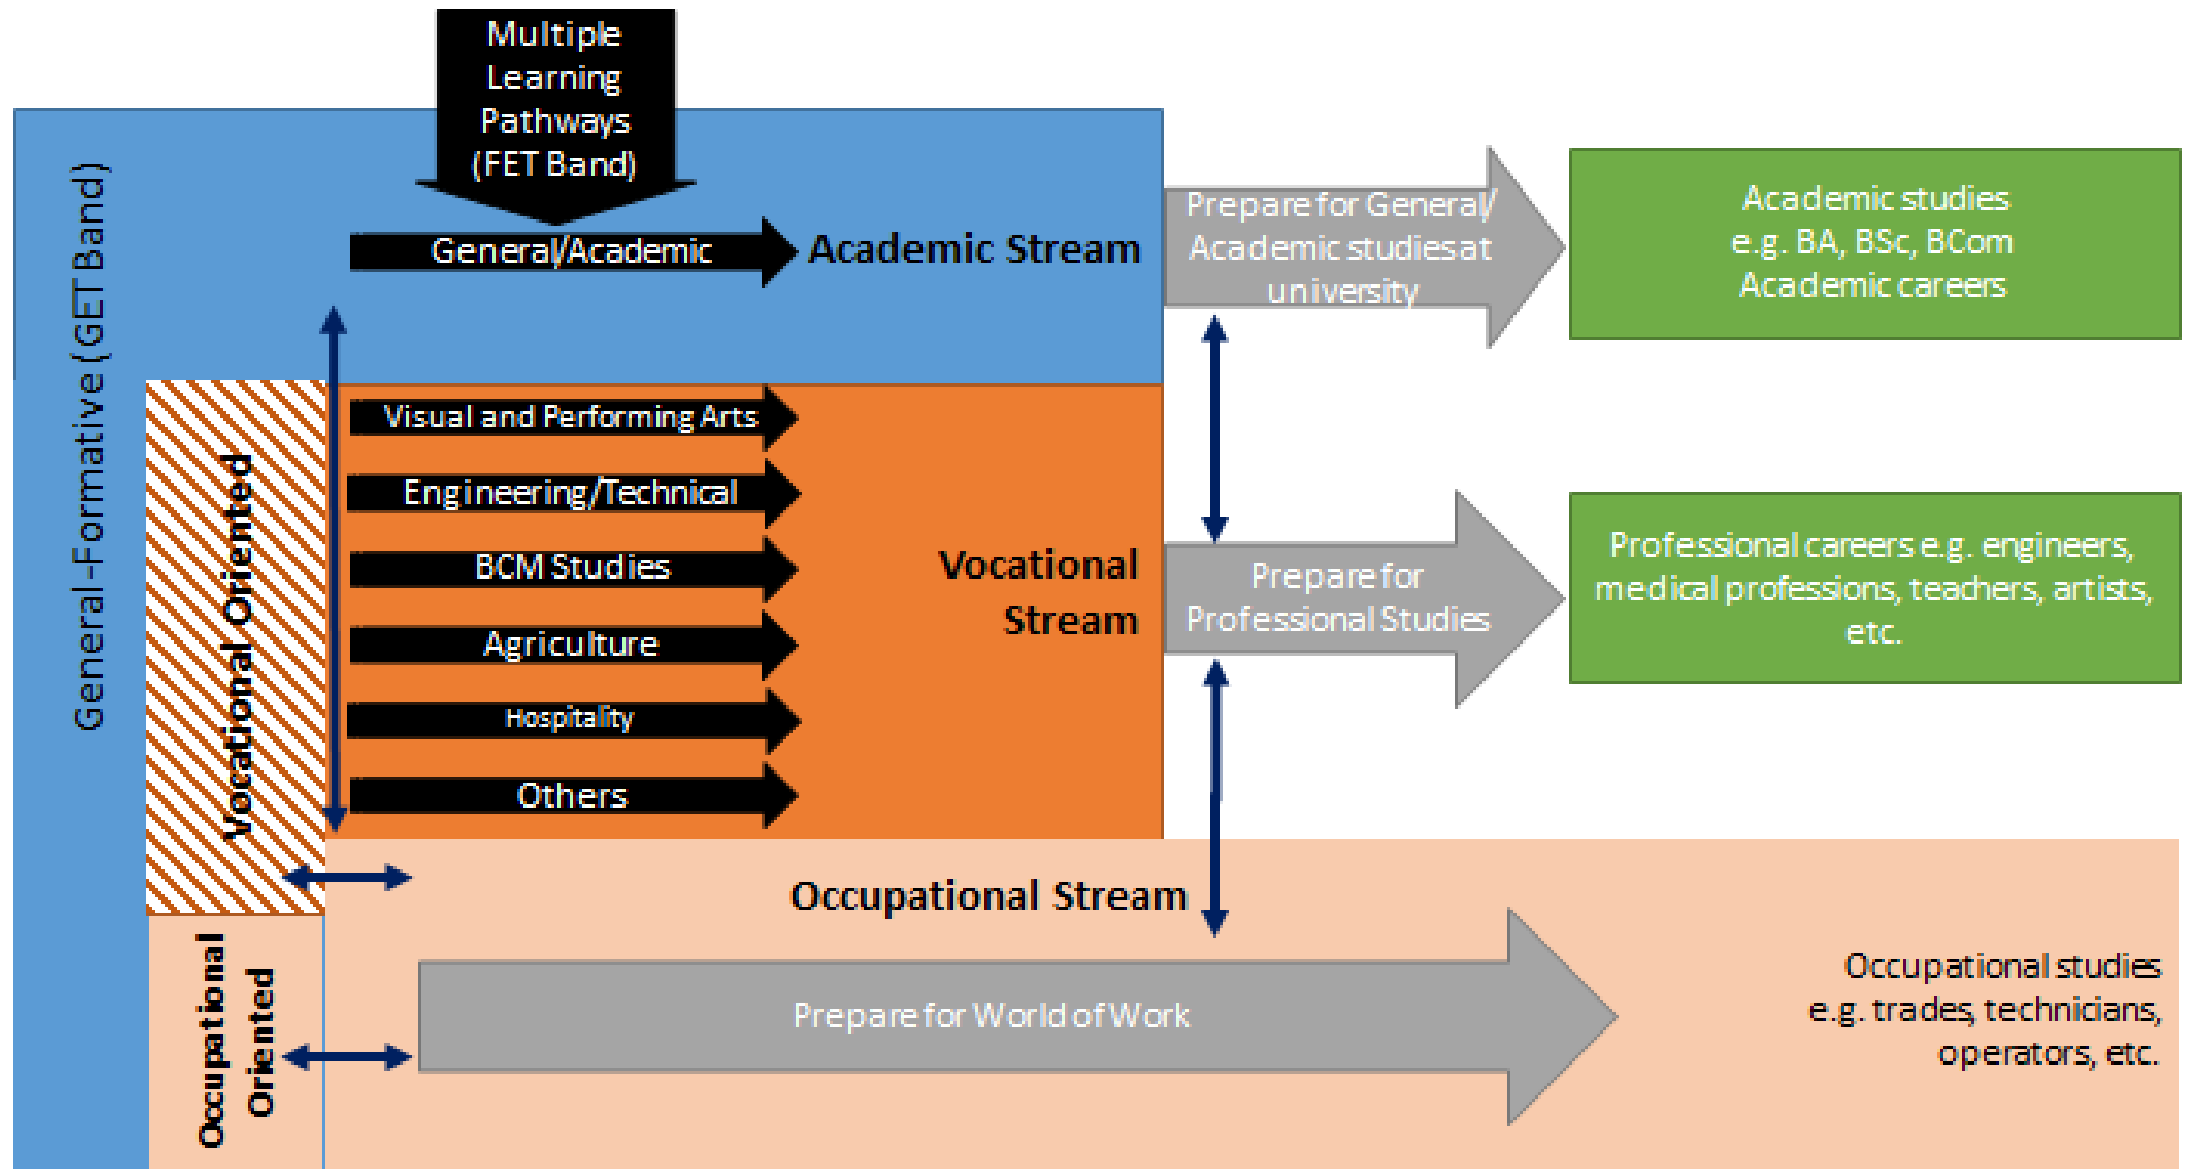 Multiple
Learning
Pathways
(FET Band)
General-Formative (GET Band)
General/Academic
Academic Stream
Prepare for General/
Academic studies at
university
Academic studies
e.g. BA, BSc, BCom
Academic careers
Vocational Oriented
Visual and Performing Arts
Engineering/Technical
BCM Studies
Agriculture
Hospitality
Others
Vocational
Stream
Prepare for
Professional Studies
Professional careers e.g. engineers,
medical professions, teachers, artists,
etc.
Occupational
Oriented
Occupational Stream
Prepare for World of Work
Occupational studies
e.g. trades, technicians,
operators, etc.